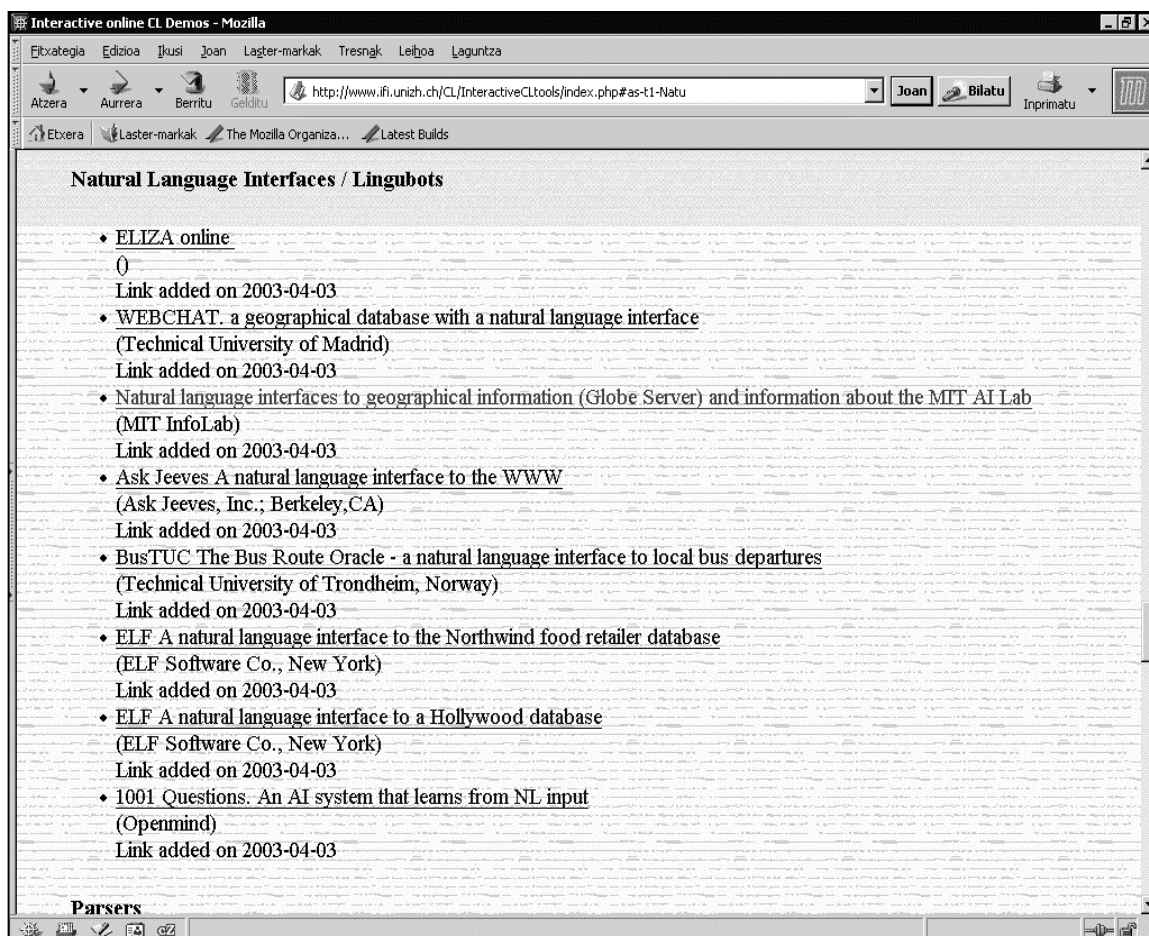 Interactive online CL Demos - Mozilla
Fitxategia Edizioa Ikusi Joan Laster-markak Tresnak Leihoa Laguntza
Atzera Aurrera Berritu Gelditu http://www.ifi.unizh.ch/CL/InteractiveCLtools/index.php#as-t1-Natu Joan Bilatu Inprimatu
Etxera Laster-markak The Mozilla Organiza... Latest Builds
Natural Language Interfaces / Lingubots
ELIZA online
()
Link added on 2003-04-03
WEBCHAT. a geographical database with a natural language interface
(Technical University of Madrid)
Link added on 2003-04-03
Natural language interfaces to geographical information (Globe Server) and information about the MIT AI Lab
(MIT InfoLab)
Link added on 2003-04-03
Ask Jeeves A natural language interface to the WWW
(Ask Jeeves, Inc.; Berkeley,CA)
Link added on 2003-04-03
BusTUC The Bus Route Oracle - a natural language interface to local bus departures
(Technical University of Trondheim, Norway)
Link added on 2003-04-03
ELF A natural language interface to the Northwind food retailer database
(ELF Software Co., New York)
Link added on 2003-04-03
ELF A natural language interface to a Hollywood database
(ELF Software Co., New York)
Link added on 2003-04-03
1001 Questions. An AI system that learns from NL input
(Openmind)
Link added on 2003-04-03
Parsers